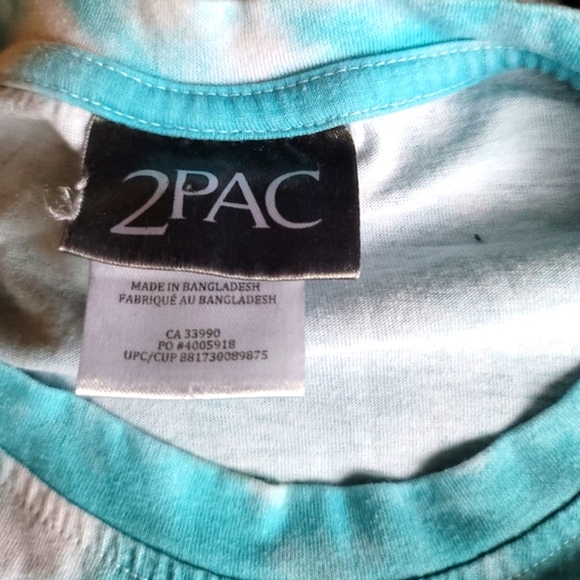 2PAC
MADE IN BANGLADESH
FABRIQUÉ AU BANGLADESH
CA 33990
PO #4005918
UPC/CUP 881730089875